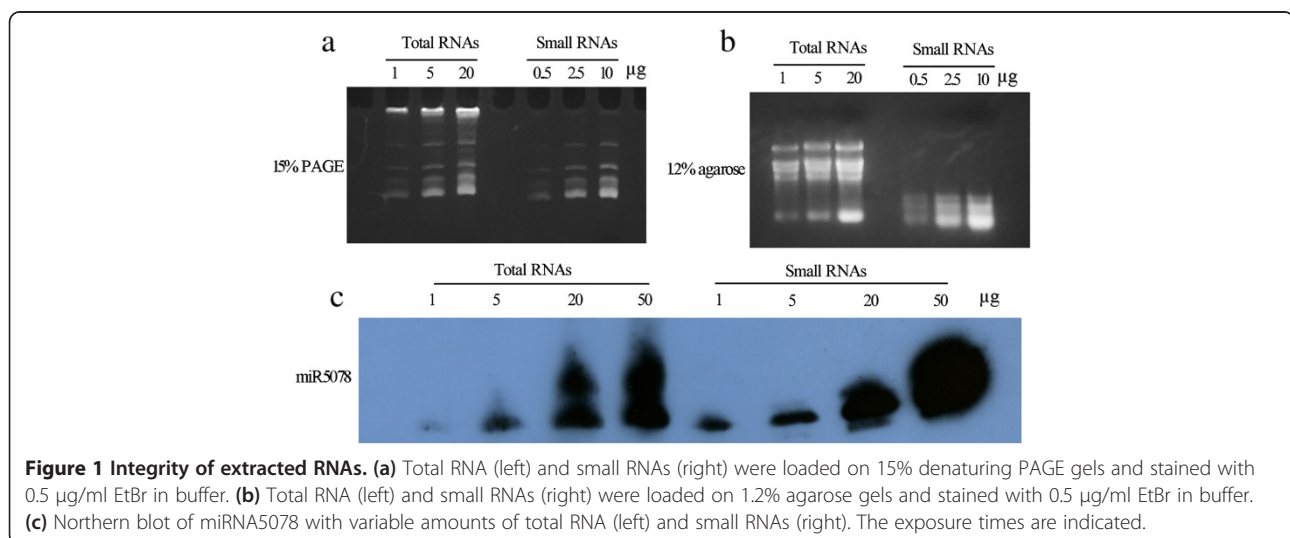 a
Total RNAs Small RNAs
1 5 20 0.5 2.5 10 µg
15% PAGE
b
Total RNAs Small RNAs
1 5 20 0.5 2.5 10 µg
12% agarose
Total RNAs Small RNAs
c 1 5 20 50 1 5 20 50 µg
miR5078
Figure 1 Integrity of extracted RNAs. (a) Total RNA (left) and small RNAs (right) were loaded on 15% denaturing PAGE gels and stained with
0.5 µg/ml EtBr in buffer. (b) Total RNA (left) and small RNAs (right) were loaded on 1.2% agarose gels and stained with 0.5 µg/ml EtBr in buffer.
(c) Northern blot of miRNA5078 with variable amounts of total RNA (left) and small RNAs (right). The exposure times are indicated.